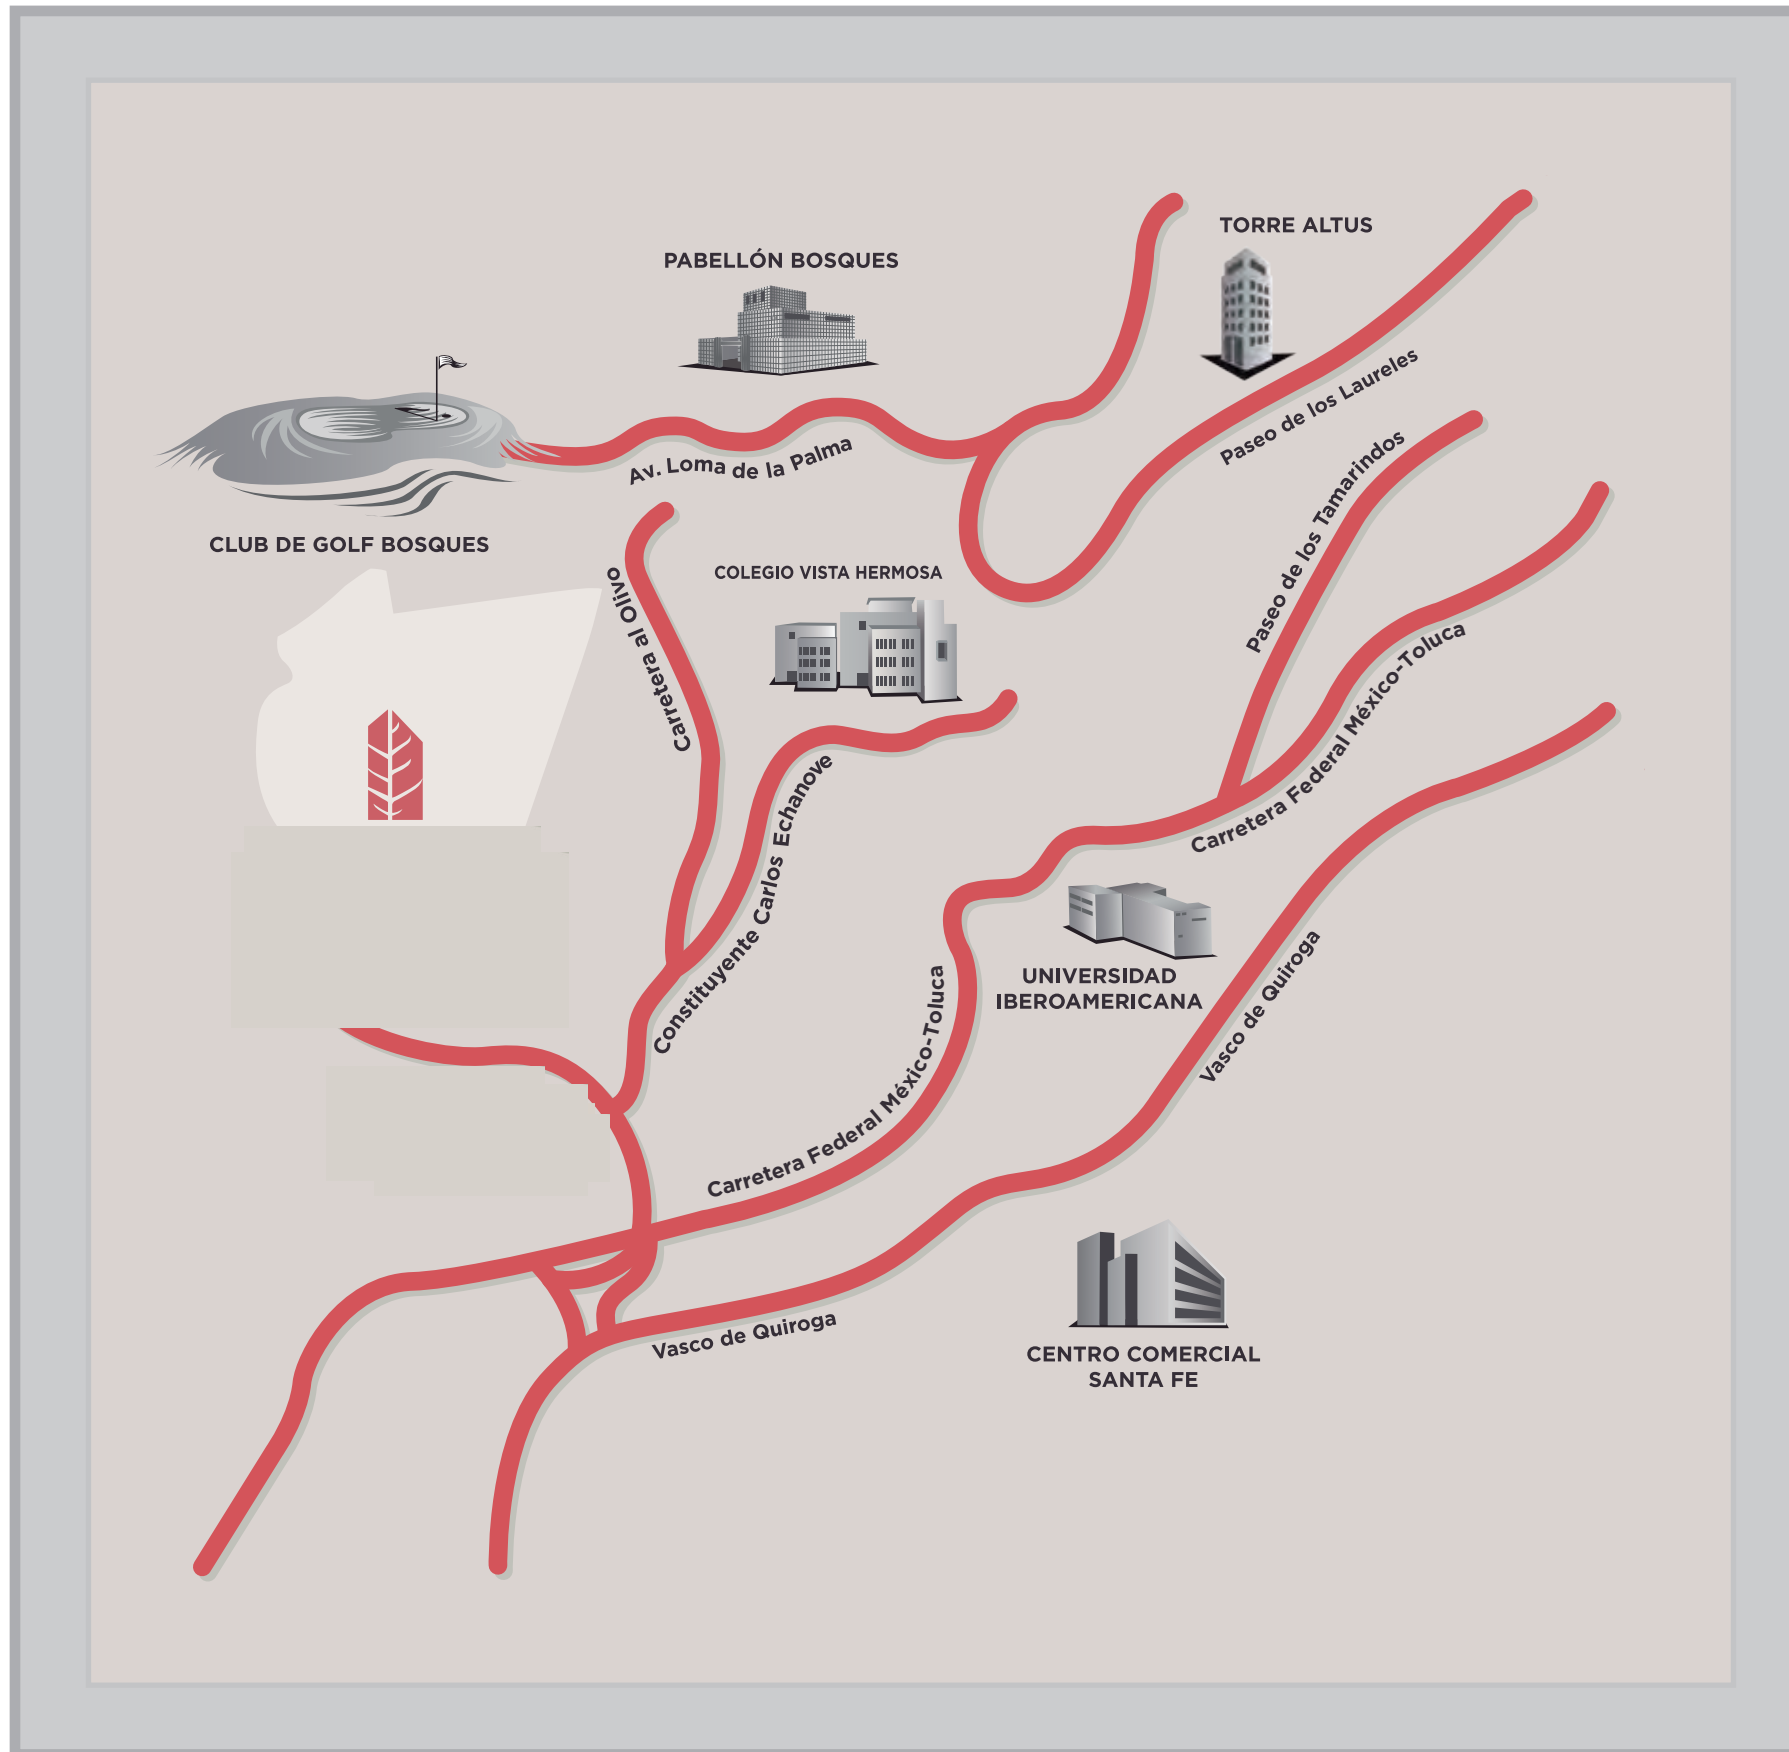 TORRE ALTUS
PABELLÓN BOSQUES
Paseo de los Laureles
Av. Loma de la Palma
Paseo de los Tamarindos
CLUB DE GOLF BOSQUES
COLEGIO VISTA HERMOSA
Carretera al Olivo
Carretera Federal México-Toluca
Constituyente Carlos Echanove
UNIVERSIDAD
IBEROAMERICANA
Vasco de Quiroga
Carretera Federal México-Toluca
Vasco de Quiroga
CENTRO COMERCIAL
SANTA FE